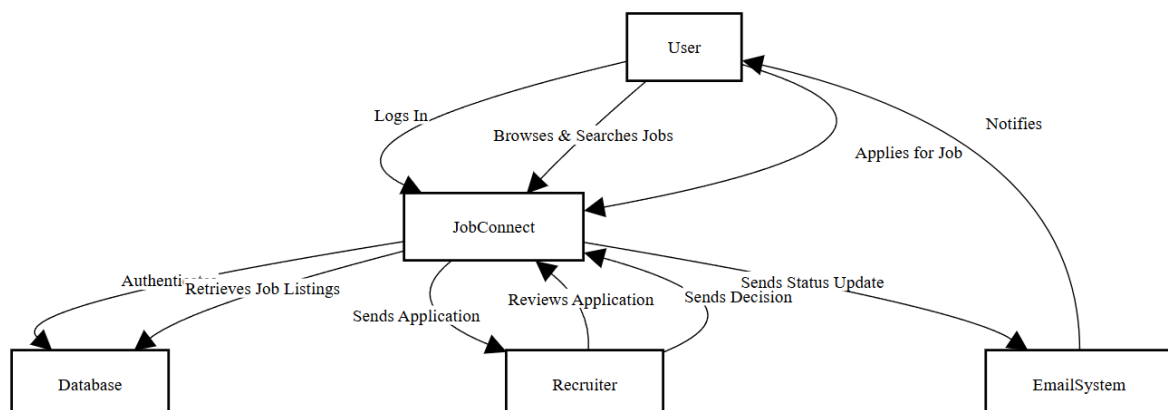 User
Logs In
Notifies
Browses & Searches Jobs
Applies for Job
JobConnect
Authenticates
Retrieves Job Listings
Sends Status Update
Sends Application
Reviews Application
Sends Decision
Database
Recruiter
EmailSystem